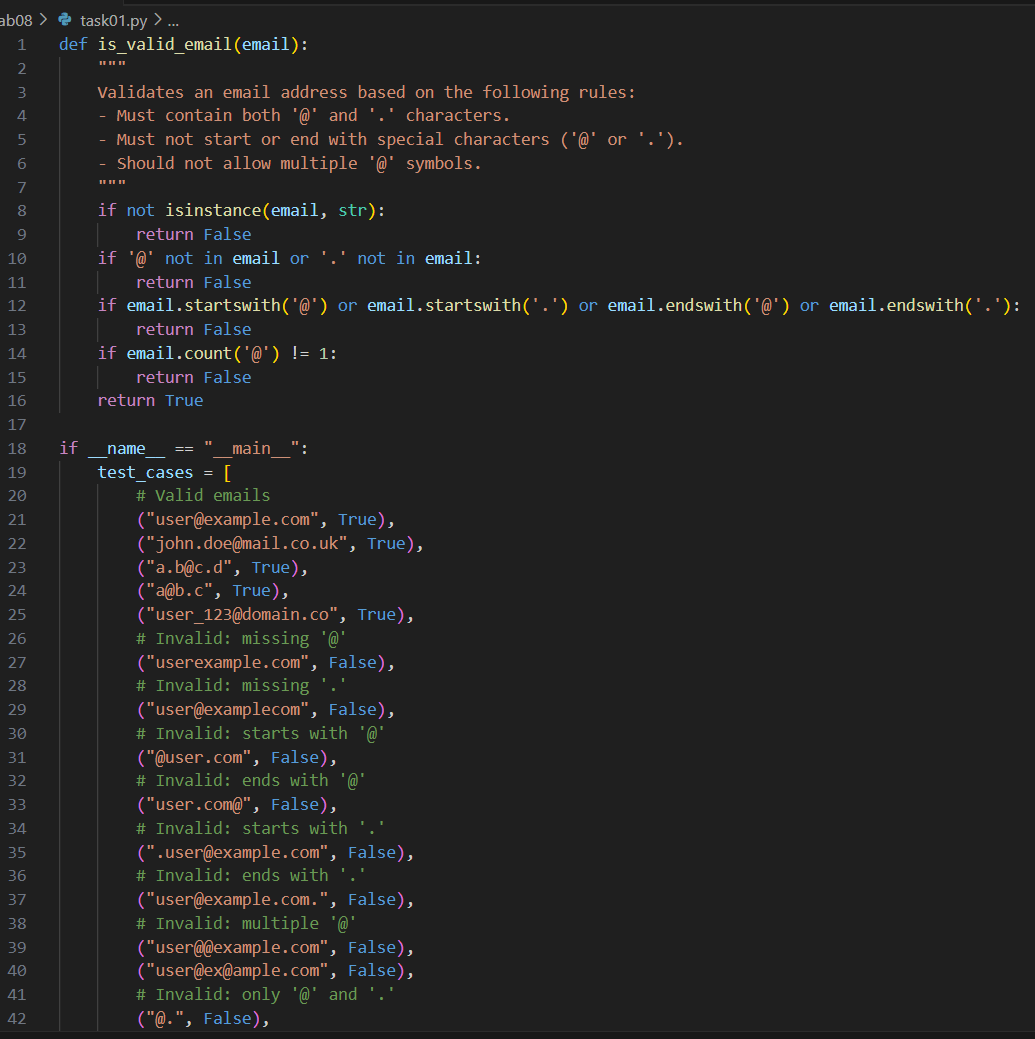 ab08 > task01.py > ...
1 def is_valid_email(email):
2     """
3     Validates an email address based on the following rules:
4     - Must contain both '@' and '.' characters.
5     - Must not start or end with special characters ('@' or '.').
6     - Should not allow multiple '@' symbols.
7     """
8     if not isinstance(email, str):
9         return False
10     if '@' not in email or '.' not in email:
11         return False
12     if email.startswith('@') or email.startswith('.') or email.endswith('@') or email.endswith('.'):
13         return False
14     if email.count('@') != 1:
15         return False
16     return True
17
18 if __name__ == "__main__":
19     test_cases = [
20         # Valid emails
21         ("user@example.com", True),
22         ("john.doe@mail.co.uk", True),
23         ("a.b@c.d", True),
24         ("a@b.c", True),
25         ("user_123@domain.co", True),
26         # Invalid: missing '@'
27         ("userexample.com", False),
28         # Invalid: missing '.'
29         ("user@examplecom", False),
30         # Invalid: starts with '@'
31         ("@user.com", False),
32         # Invalid: ends with '@'
33         ("user.com@", False),
34         # Invalid: starts with '.'
35         (".user@example.com", False),
36         # Invalid: ends with '.'
37         ("user@example.com.", False),
38         # Invalid: multiple '@'
39         ("user@@example.com", False),
40         ("user@ex@ample.com", False),
41         # Invalid: only '@' and '.'
42         ("@.", False),